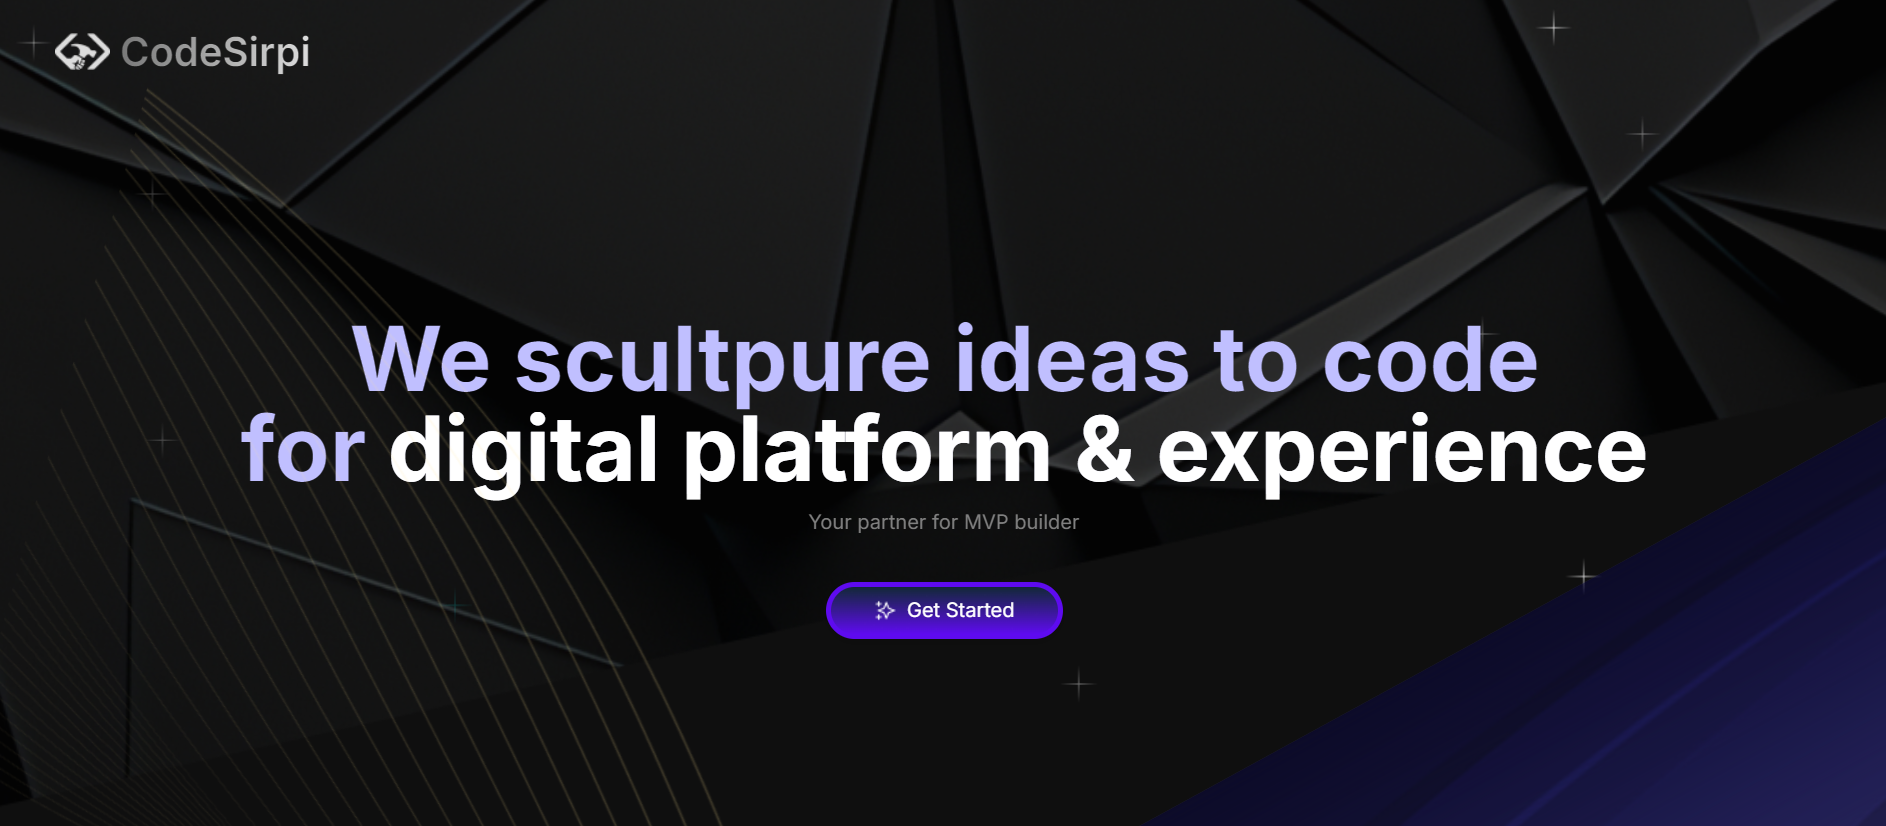 CodeSirpi
We scultpure ideas to code
for digital platform & experience
Your partner for MVP builder
Get Started